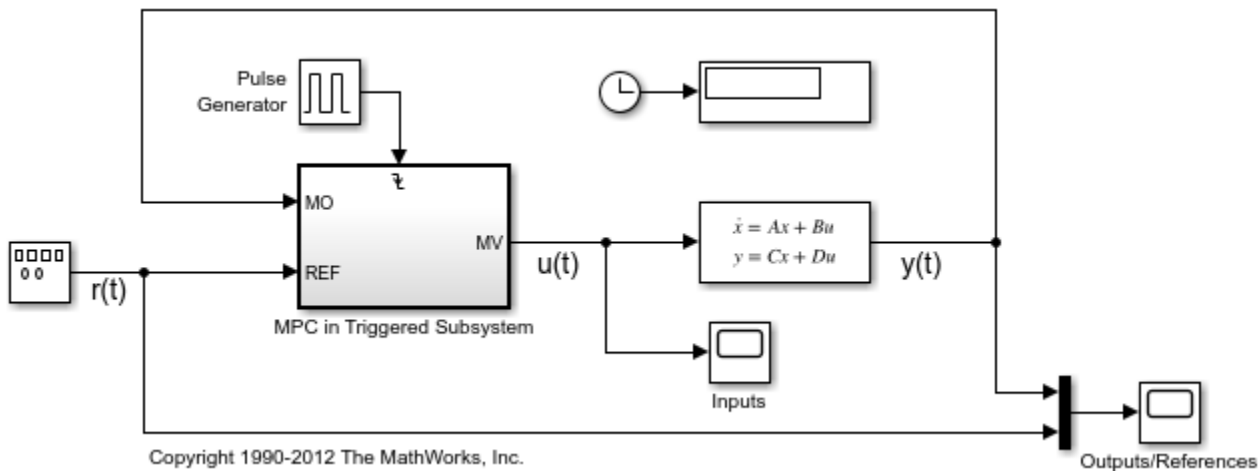 Pulse
Generator
MO
REF
MV
r(t)
u(t)
ẋ = Ax + Bu
y = Cx + Du
y(t)
MPC in Triggered Subsystem
Inputs
Outputs/References
Copyright 1990-2012 The MathWorks, Inc.